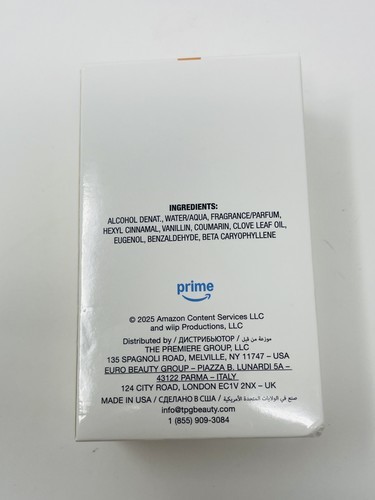 INGREDIENTS:
ALCOHOL DENAT., WATER/AQUA, FRAGRANCE/PARFUM,
HEXYL CINNAMAL, VANILLIN, COUMARIN, CLOVE LEAF OIL,
EUGENOL, BENZALDEHYDE, BETA CARYOPHYLLENE
prime
© 2025 Amazon Content Services LLC
and wiip Productions, LLC
Distributed by / ДИСТРИБЬЮТОР / موزعة من قبل
THE PREMIERE GROUP, LLC
135 SPAGNOLI ROAD, MELVILLE, NY 11747 – USA
EURO BEAUTY GROUP – PIAZZA B. LUNARDI 5A –
43122 PARMA – ITALY
124 CITY ROAD, LONDON EC1V 2NX – UK
MADE IN USA / СДЕЛАНО В США / صنع في الولايات المتحدة الأمريكية
info@tpgbeauty.com
1 (855) 909-3084